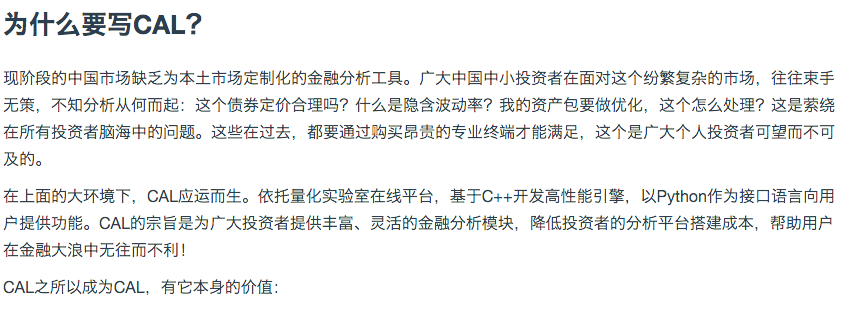 为什么要写CAL？
现阶段的中国市场缺乏为本土市场定制化的金融分析工具。广大中国中小投资者在面对这个纷繁复杂的市场，往往束手
无策，不知分析从何而起：这个债券定价合理吗？什么是隐含波动率？我的资产包要做优化，这个怎么处理？这是萦绕
在所有投资者脑海中的问题。这些在过去，都要通过购买昂贵的专业终端才能满足，这个是广大个人投资者可望而不可
及的。
在上面的大环境下，CAL应运而生。依托量化实验室在线平台，基于C++开发高性能引擎，以Python作为接口语言向用
户提供功能。CAL的宗旨是为广大投资者提供丰富、灵活的金融分析模块，降低投资者的分析平台搭建成本，帮助用户
在金融大浪中无往而不利！
CAL之所以成为CAL，有它本身的价值：